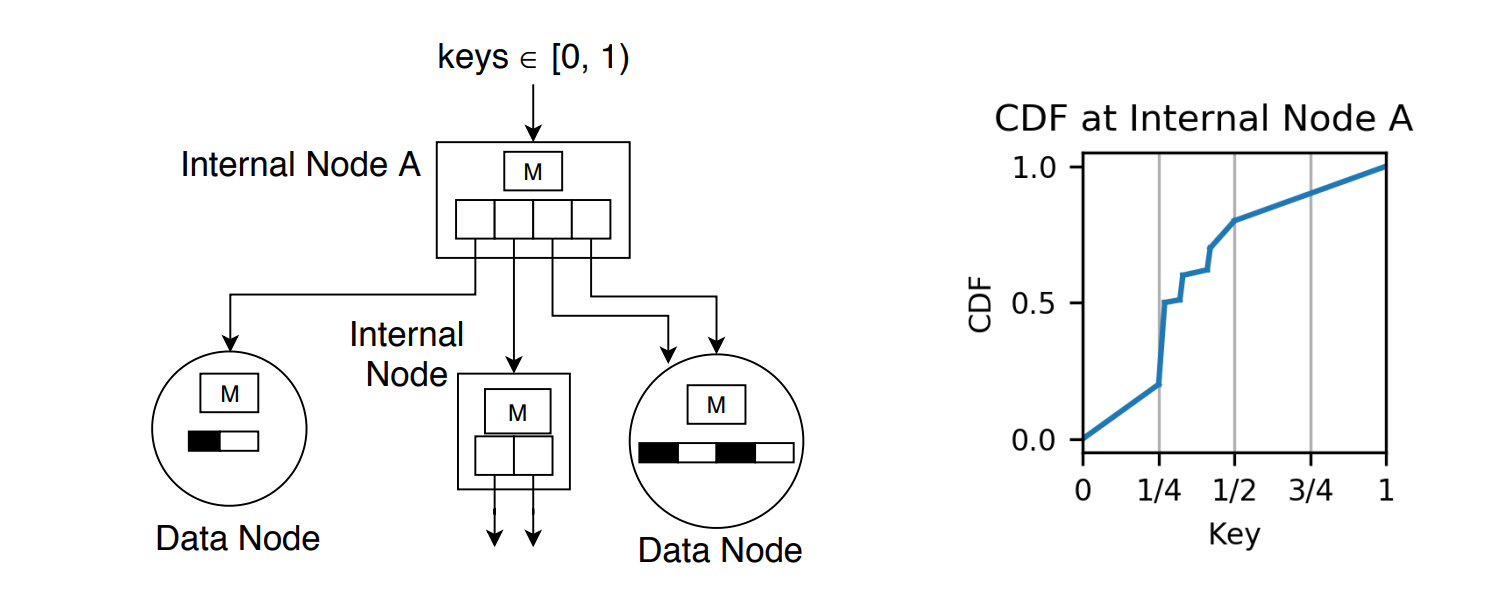 keys ∈ [0, 1)
Internal Node A
M
Internal
Node
M
M
M
Data Node
Data Node
CDF at Internal Node A
1.0
0.5
0.0
CDF
0 1/4 1/2 3/4 1
Key